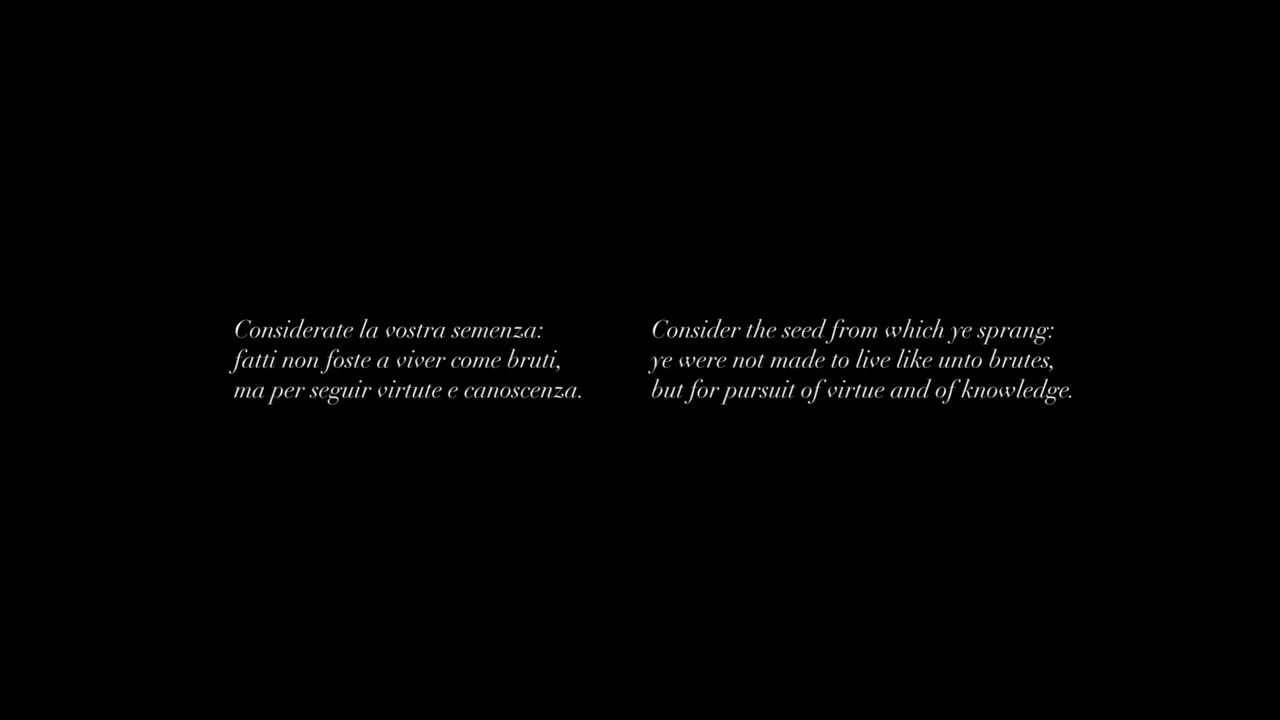 Considerate la vostra semenza:
fatti non foste a viver come bruti,
ma per seguir virtute e canoscenza.
Consider the seed from which ye sprang:
ye were not made to live like unto brutes,
but for pursuit of virtue and of knowledge.